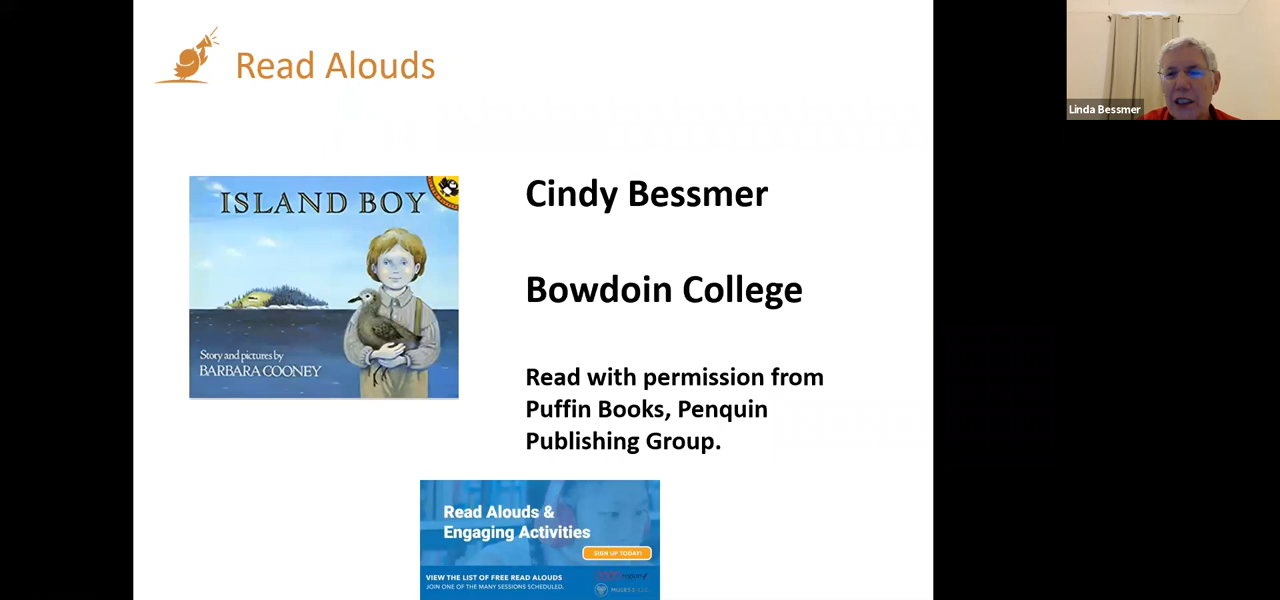 Read Alouds
Linda Bessmer
ISLAND BOY
Story and pictures by
BARBARA COONEY
Cindy Bessmer
Bowdoin College
Read with permission from
Puffin Books, Penquin
Publishing Group.
Read Alouds &
Engaging Activities
SIGN UP TODAY!
VIEW THE LIST OF FREE READ ALOUDS
JOIN ONE OF THE MANY SESSIONS SCHEDULED.